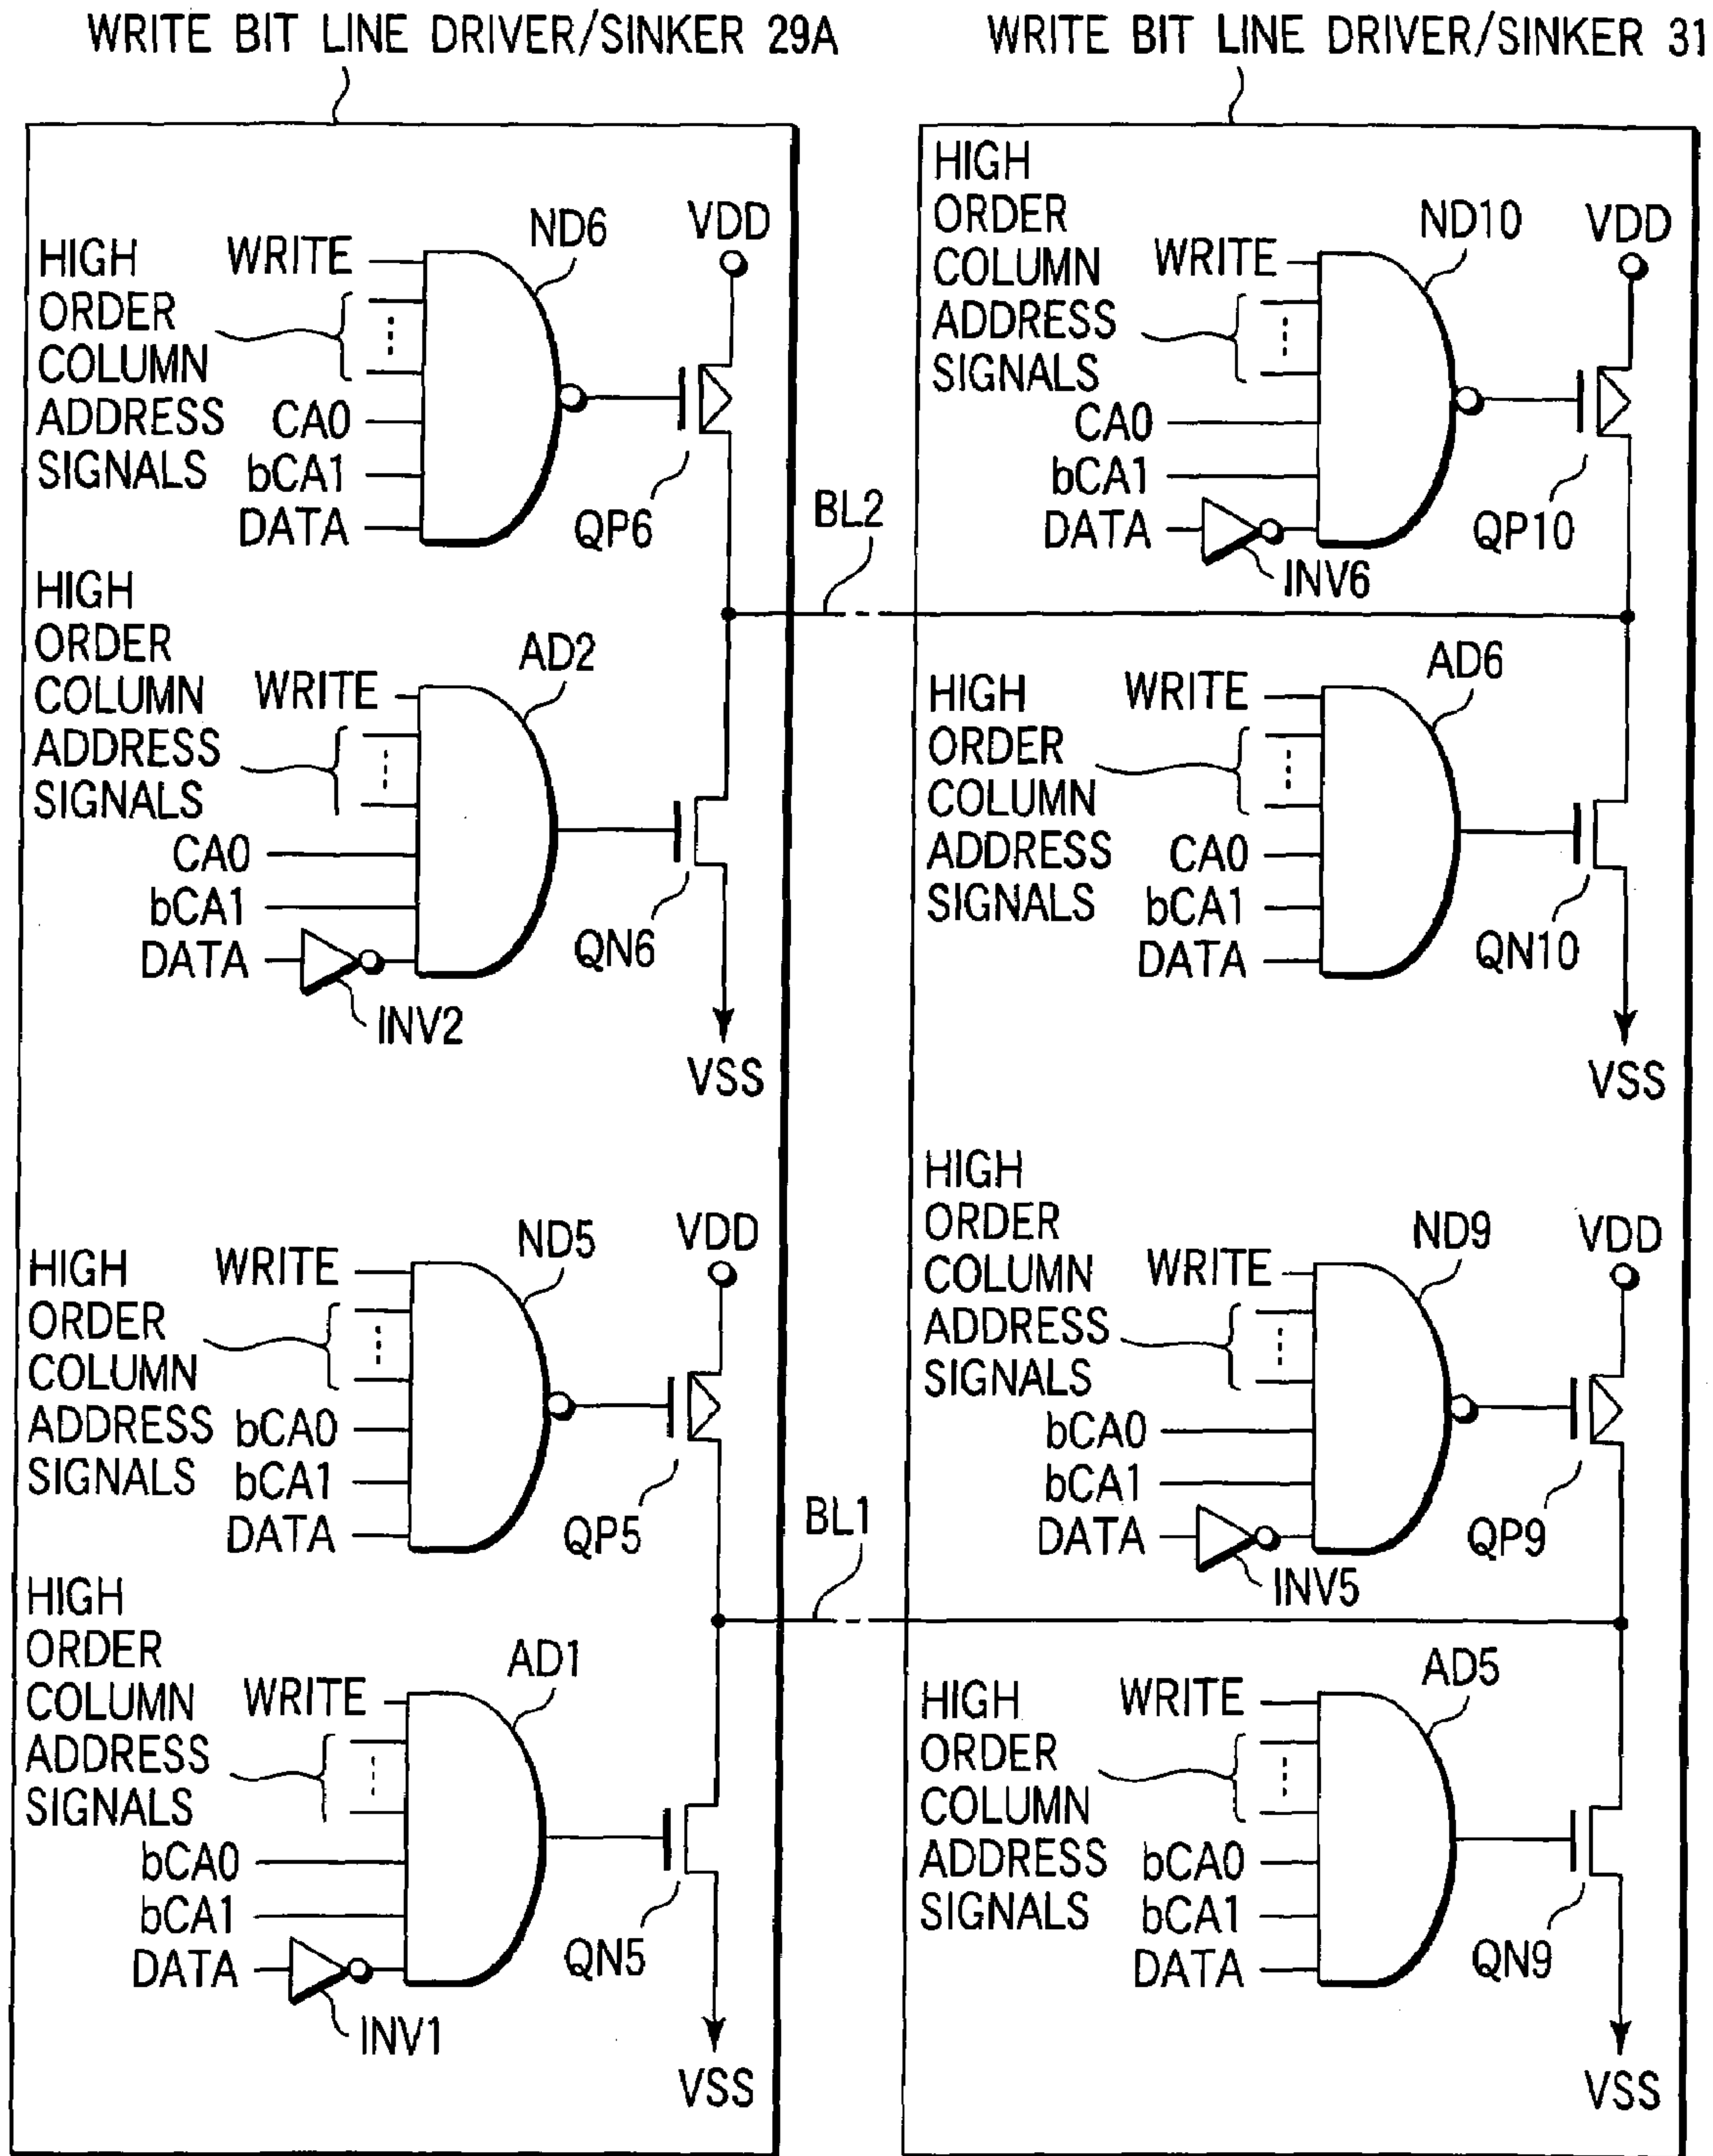 WRITE BIT LINE DRIVER/SINKER 29A
HIGH
ORDER
COLUMN
ADDRESS
SIGNALS
WRITE
CA0
bCA1
DATA
ND6
VDD
QP6
BL2
HIGH
ORDER
COLUMN
ADDRESS
SIGNALS
WRITE
CA0
bCA1
DATA
INV2
AD2
QN6
VSS
HIGH
ORDER
COLUMN
ADDRESS
SIGNALS
WRITE
bCA0
bCA1
DATA
ND5
VDD
QP5
BL1
HIGH
ORDER
COLUMN
ADDRESS
SIGNALS
WRITE
bCA0
bCA1
DATA
INV1
AD1
QN5
VSS
WRITE BIT LINE DRIVER/SINKER 31
HIGH
ORDER
COLUMN
ADDRESS
SIGNALS
WRITE
CA0
bCA1
DATA
INV6
ND10
VDD
QP10
HIGH
ORDER
COLUMN
ADDRESS
SIGNALS
WRITE
CA0
bCA1
DATA
AD6
QN10
VSS
HIGH
ORDER
COLUMN
ADDRESS
SIGNALS
WRITE
bCA0
bCA1
DATA
INV5
ND9
VDD
QP9
HIGH
ORDER
COLUMN
ADDRESS
SIGNALS
WRITE
bCA0
bCA1
DATA
AD5
QN9
VSS